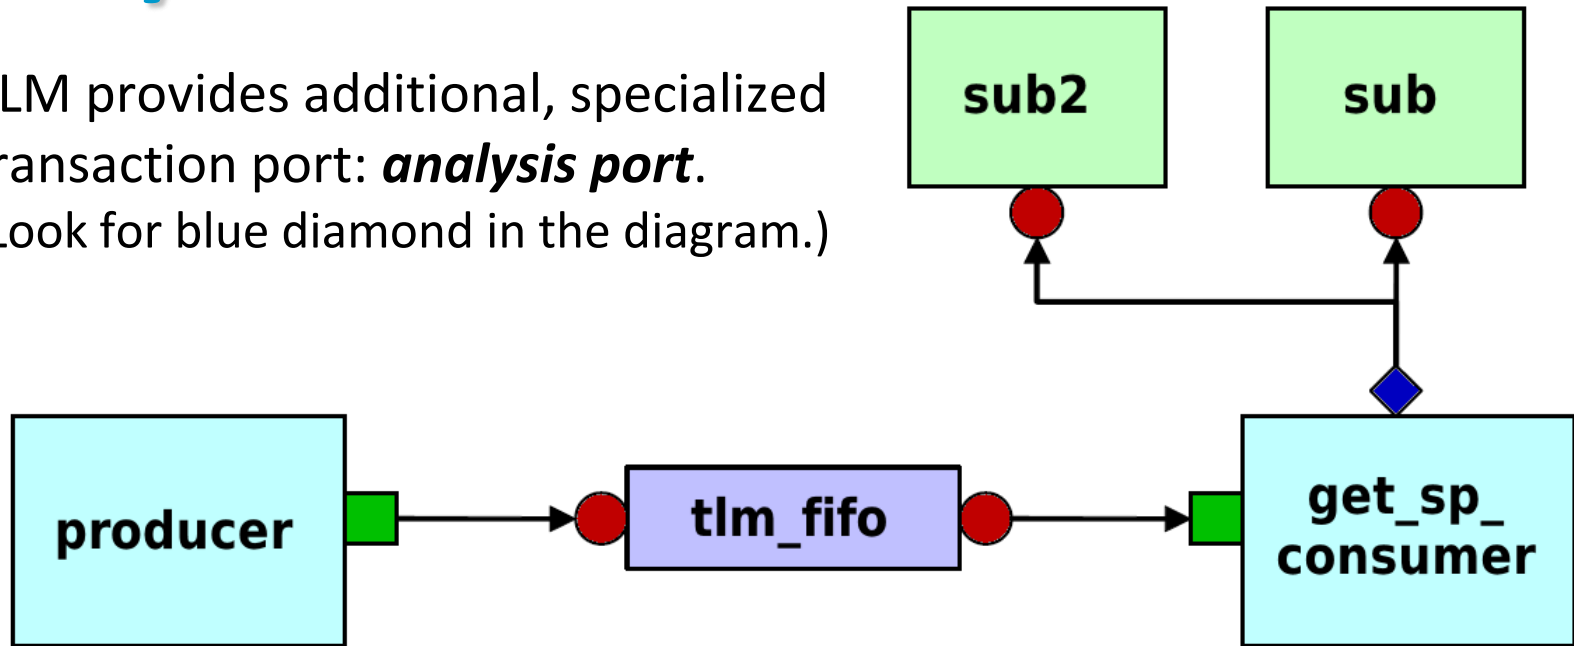 LM provides additional, specialized
ransaction port: analysis port.
Look for blue diamond in the diagram.)
sub2
sub
producer
tlm_fifo
get_sp_
consumer